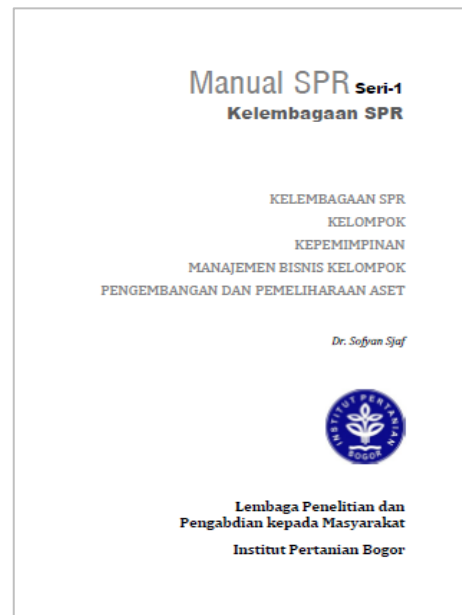 Manual SPR Seri-1
Kelembagaan SPR
KELEMBAGAAN SPR
KELOMPOK
KEPEMIMPINAN
MANAJEMEN BISNIS KELOMPOK
PENGEMBANGAN DAN PEMELIHARAAN ASET
Dr. Sofyan Sjaf
INSTITUT PERTANIAN
BOGOR
Lembaga Penelitian dan
Pengabdian kepada Masyarakat
Institut Pertanian Bogor